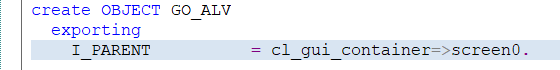 create OBJECT GO_ALV
exporting
I_PARENT = cl_gui_container=>screen0.